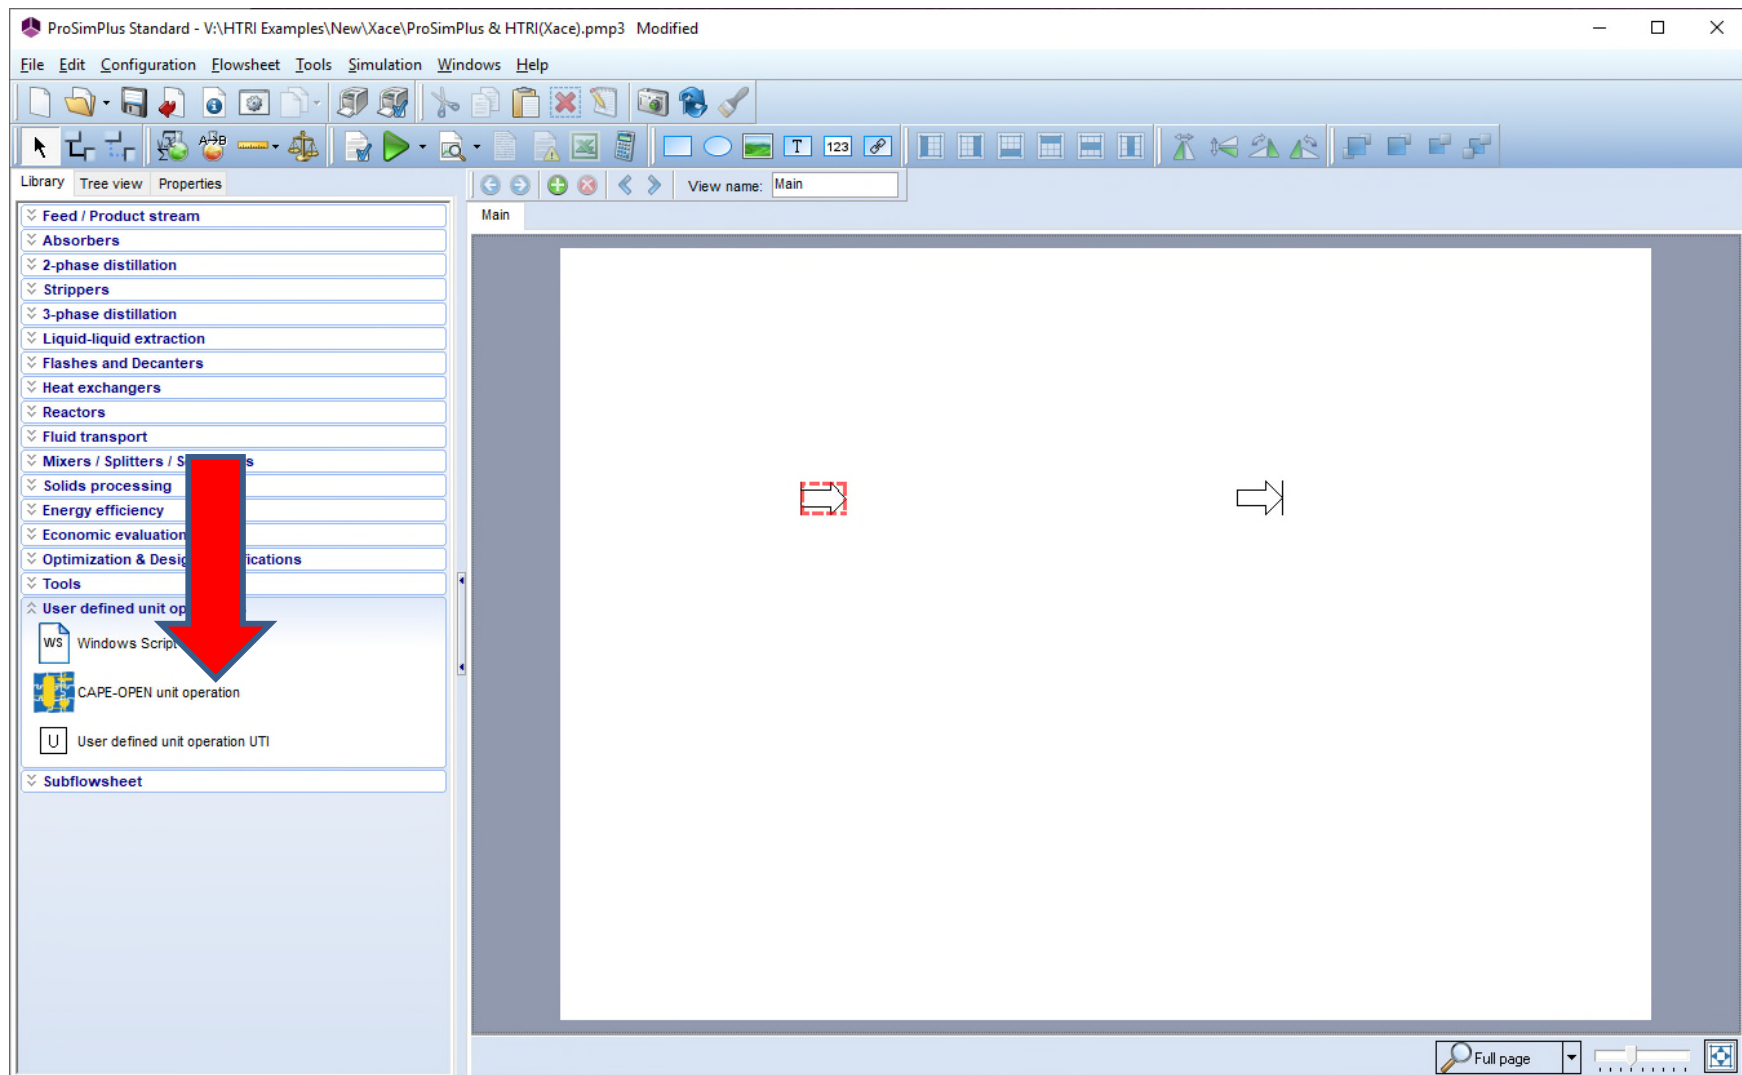 ProSimPlus Standard - V:\HTRI Examples\New\Xace\ProSimPlus & HTRI(Xace).pmp3 Modified
File Edit Configuration Flowsheet Tools Simulation Windows Help
A B
T 123
Library Tree view Properties
View name: Main
Main
Feed / Product stream
Absorbers
2-phase distillation
Strippers
3-phase distillation
Liquid-liquid extraction
Flashes and Decanters
Heat exchangers
Reactors
Fluid transport
Mixers / Splitters / S s
Solids processing
Energy efficiency
Economic evaluation
Optimization & Desig fications
Tools
User defined unit op
WS Windows Script
CAPE-OPEN unit operation
U User defined unit operation UTI
Subflowsheet
Full page